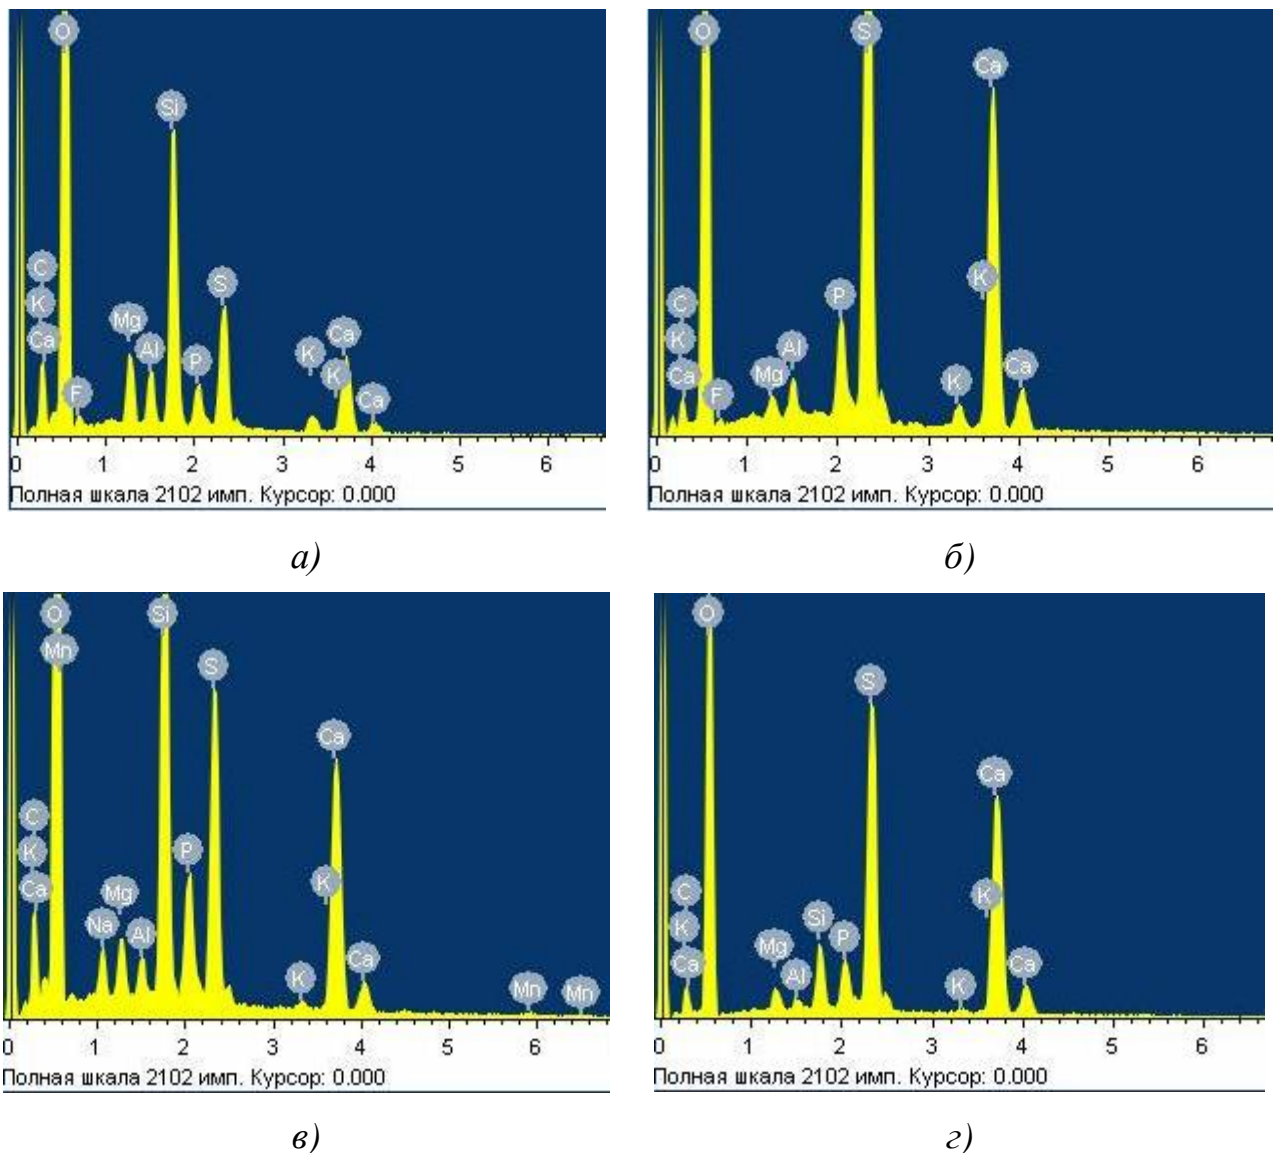 O
Si
C
K
Ca
F
Mg
Al
P
S
K
K
Ca
Ca
0 1 2 3 4 5 6
Полная шкала 2102 имп. Курсор: 0.000
а)
O
S
Ca
C
K
Ca
F
Mg
Al
P
K
K
Ca
0 1 2 3 4 5 6
Полная шкала 2102 имп. Курсор: 0.000
б)
O
Mn
Si
S
C
K
Ca
Na
Mg
Al
P
K
K
Ca
Ca
Mn
Mn
0 1 2 3 4 5 6
Полная шкала 2102 имп. Курсор: 0.000
в)
O
S
Ca
C
K
Ca
Mg
Al
Si
P
K
K
Ca
0 1 2 3 4 5 6
Полная шкала 2102 имп. Курсор: 0.000
г)